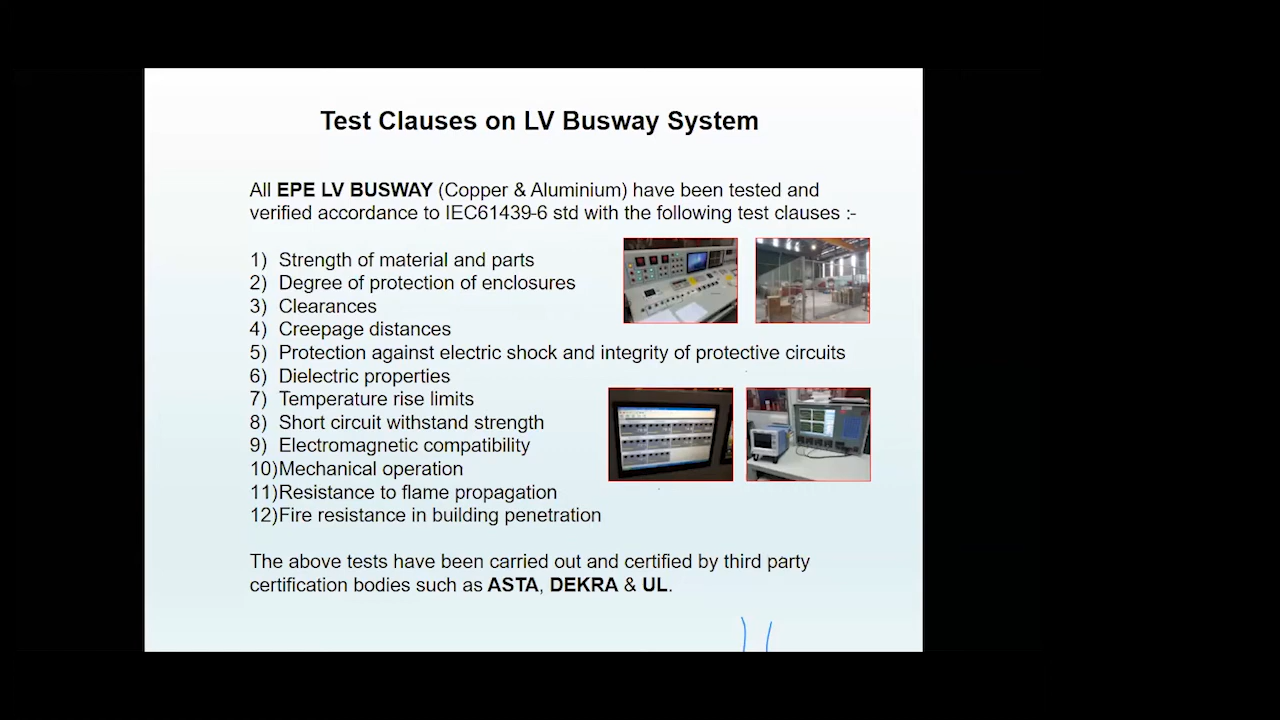 Test Clauses on LV Busway System
All EPE LV BUSWAY (Copper & Aluminium) have been tested and
verified accordance to IEC61439-6 std with the following test clauses :-
1) Strength of material and parts
2) Degree of protection of enclosures
3) Clearances
4) Creepage distances
5) Protection against electric shock and integrity of protective circuits
6) Dielectric properties
7) Temperature rise limits
8) Short circuit withstand strength
9) Electromagnetic compatibility
10)Mechanical operation
11)Resistance to flame propagation
12)Fire resistance in building penetration
The above tests have been carried out and certified by third party
certification bodies such as ASTA, DEKRA & UL.